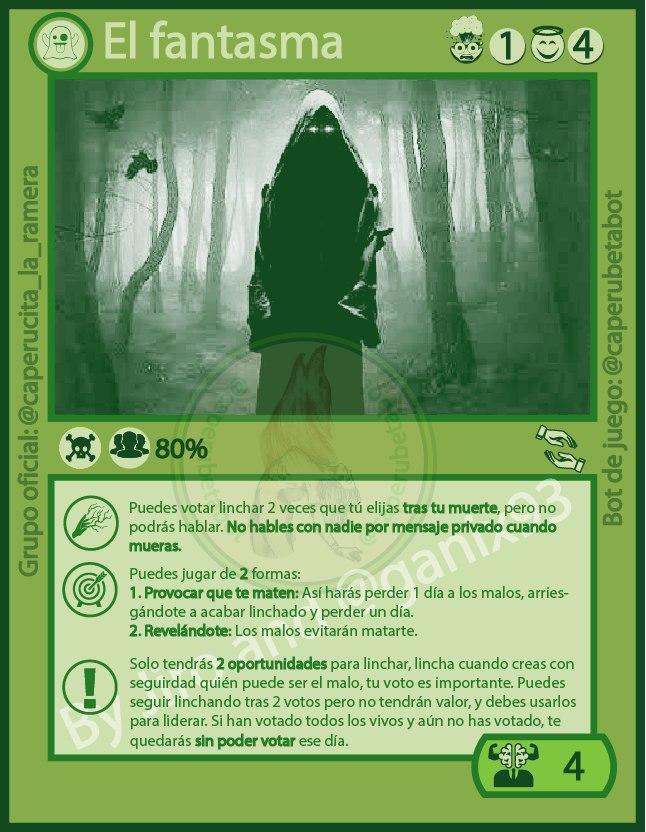 El fantasma
1
4
Grupo oficial: @caperucita_la_ramera
Bot de juego: @caperubetabot
80%
Puedes votar linchar 2 veces que tú elijas tras tu muerte, pero no
podrás hablar. No hables con nadie por mensaje privado cuando
mueras.
Puedes jugar de 2 formas:
1. Provocar que te maten: Así harás perder 1 día a los malos, arries-
gándote a acabar linchado y perder un día.
2. Revelándote: Los malos evitarán matarte.
Solo tendrás 2 oportunidades para linchar, lincha cuando creas con
seguirdad quién puede ser el malo, tu voto es importante. Puedes
seguir linchando tras 2 votos pero no tendrán valor, y debes usarlos
para liderar. Si han votado todos los vivos y aún no has votado, te
quedarás sin poder votar ese día.
4